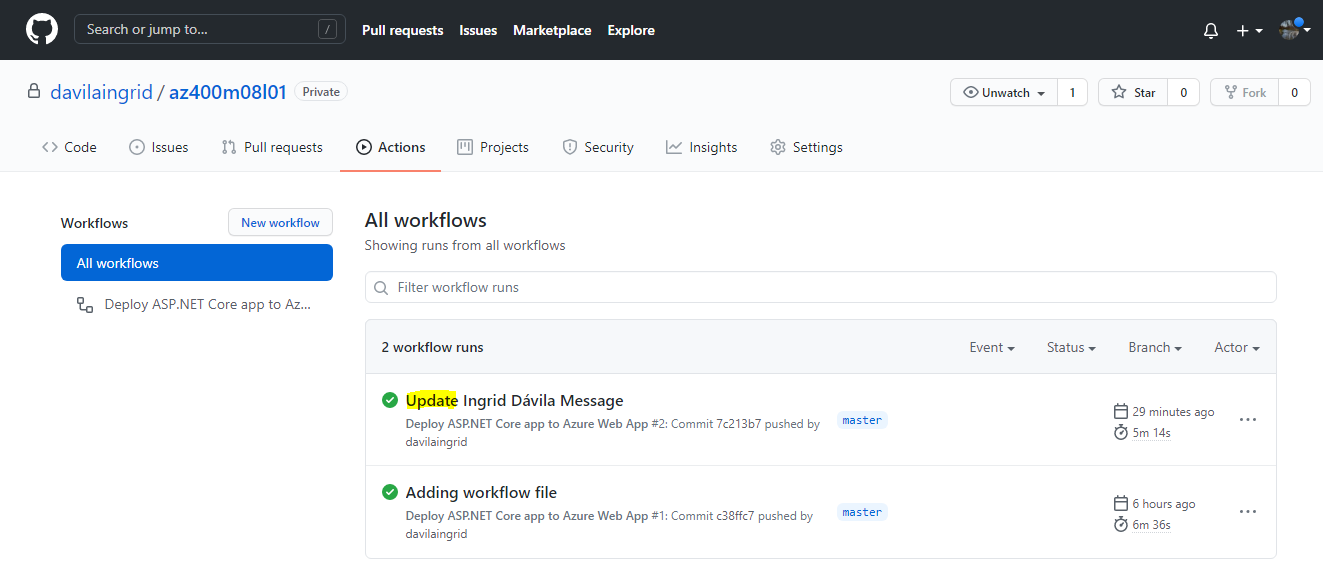 Search or jump to... / Pull requests Issues Marketplace Explore
davilaingrid / az400m08l01 Private Unwatch 1 Star 0 Fork 0
Code Issues Pull requests Actions Projects Security Insights Settings
Workflows New workflow
All workflows
Deploy ASP.NET Core app to Az...
All workflows
Showing runs from all workflows
Filter workflow runs
2 workflow runs Event Status Branch Actor
Update Ingrid Dávila Message
Deploy ASP.NET Core app to Azure Web App #2: Commit 7c213b7 pushed by
davilaingrid
master
29 minutes ago
5m 14s
Adding workflow file
Deploy ASP.NET Core app to Azure Web App #1: Commit c38ffc7 pushed by
davilaingrid
master
6 hours ago
6m 36s